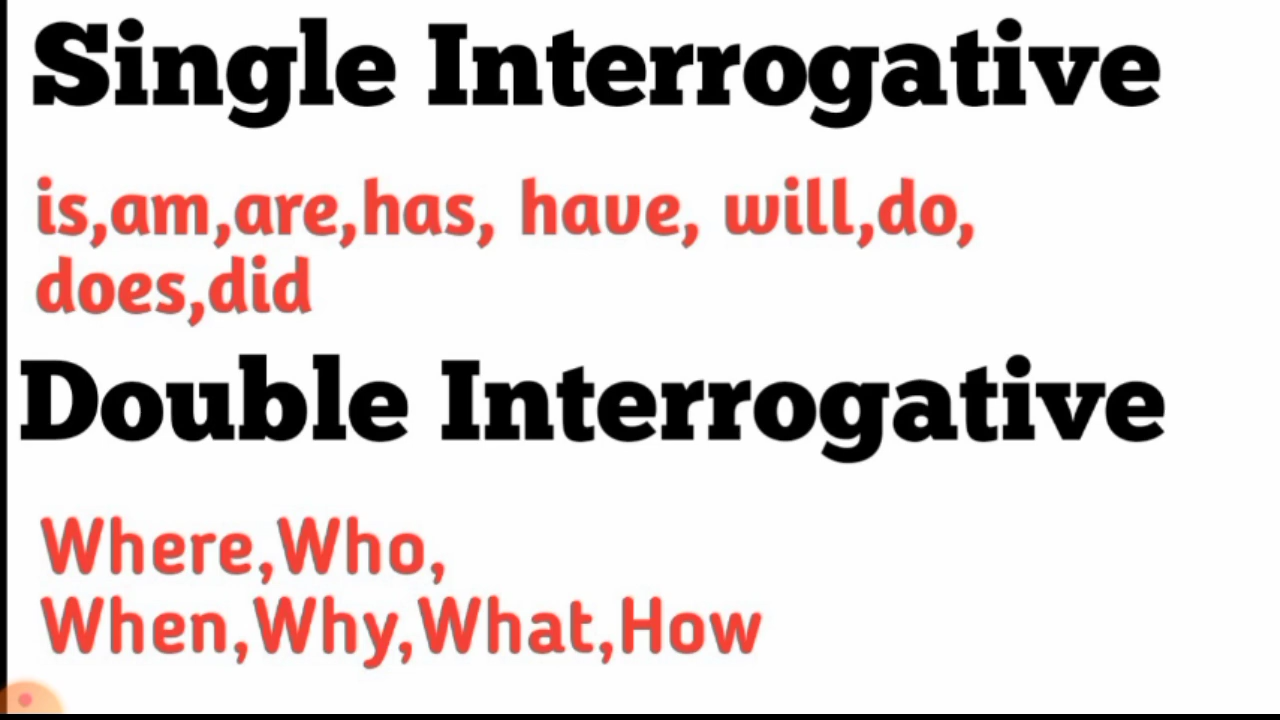 Single Interrogative
is,am,are,has, have, will,do,
does,did
Double Interrogative
Where,Who,
When,Why,What,How